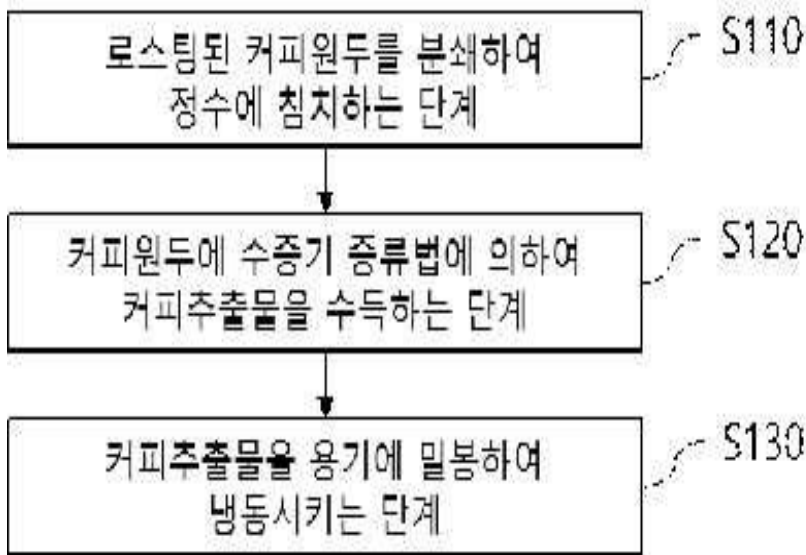 로스팅된 커피원두를 분쇄하여
정수에 침치하는 단계
S110
커피원두에 수증기 증류법에 의하여
커피추출물을 수득하는 단계
S120
커피추출물을 용기에 밀봉하여
냉동시키는 단계
S130